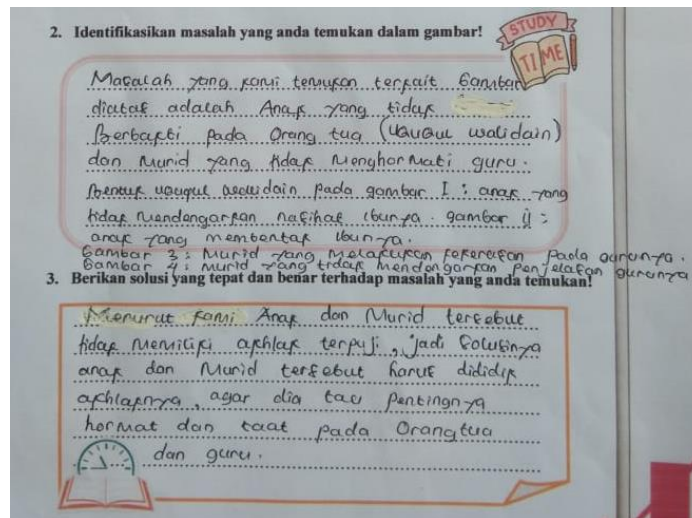 2. Identifikasikan masalah yang anda temukan dalam gambar!
STUDY
TIME
Masalah yang kami temukan terkait Gambar
diatas adalah Anak yang tidak
Berbakti pada Orang tua (Uququl walidain)
dan Murid yang tidak Menghormati guru.
Bentuk uququl walidain pada gambar I : anak yang
tidak Mendengarkan nasihat ibunya. gambar ii :
anak yang membentak ibunya.
Gambar 3 : Murid yang Melakukan kekerasan pada gurunya.
Gambar 4 : Murid yang tidak Mendengarkan penjelasan gurunya
3. Berikan solusi yang tepat dan benar terhadap masalah yang anda temukan!
Menurut kami Anak dan Murid tersebut
tidak Memiliki akhlak terpuji, jadi Solusinya
anak dan Murid tersebut harus dididik
akhlaknya, agar dia tau Pentingnya
hormat dan taat pada Orangtua
dan guru.